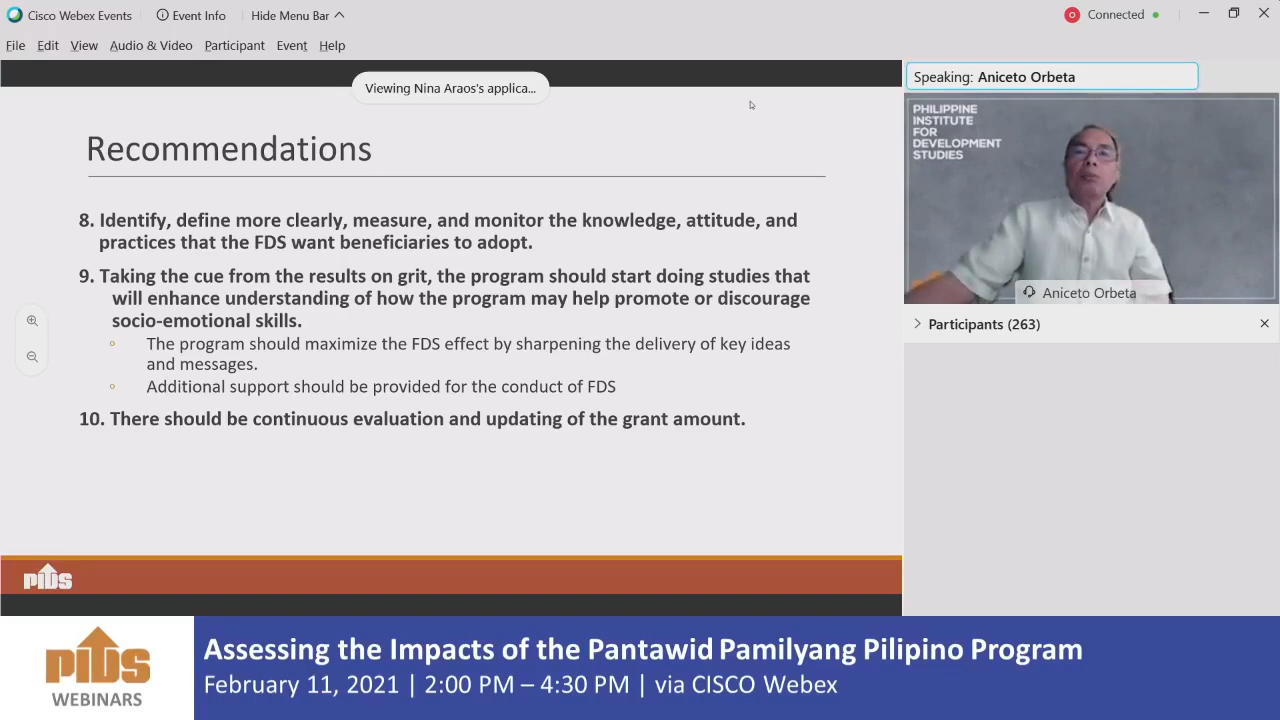 Cisco Webex Events
Event Info
Hide Menu Bar
Connected
File Edit View Audio & Video Participant Event Help
Viewing Nina Araos's applica...
Speaking: Aniceto Orbeta
PHILIPPINE
INSTITUTE
FOR
DEVELOPMENT
STUDIES
Aniceto Orbeta
Participants (263)
Recommendations
8. Identify, define more clearly, measure, and monitor the knowledge, attitude, and
practices that the FDS want beneficiaries to adopt.
9. Taking the cue from the results on grit, the program should start doing studies that
will enhance understanding of how the program may help promote or discourage
socio-emotional skills.
The program should maximize the FDS effect by sharpening the delivery of key ideas
and messages.
Additional support should be provided for the conduct of FDS
10. There should be continuous evaluation and updating of the grant amount.
PIDS
PIDS
WEBINARS
Assessing the Impacts of the Pantawid Pamilyang Pilipino Program
February 11, 2021 | 2:00 PM – 4:30 PM | via CISCO Webex